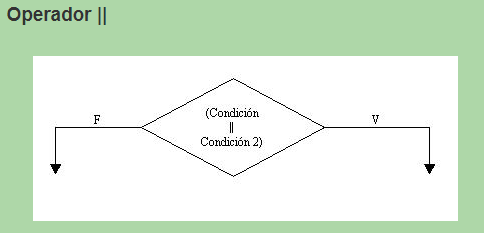 Operador ||
F
V
(Condición
||
Condición 2)